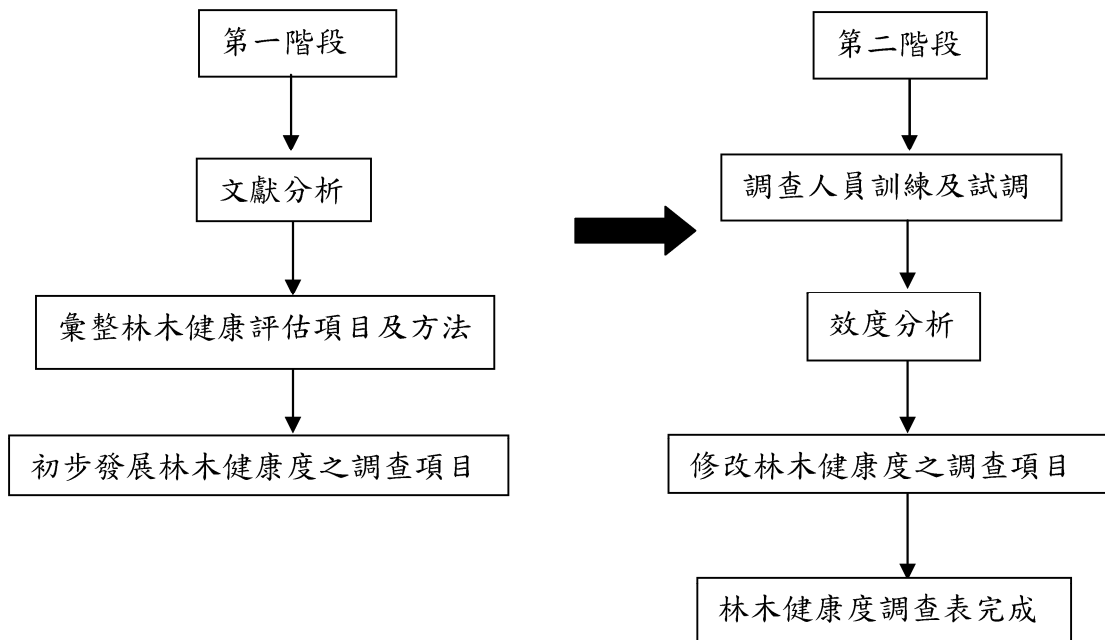 第一階段
文獻分析
彙整林木健康評估項目及方法
初步發展林木健康度之調查項目
第二階段
調查人員訓練及試調
效度分析
修改林木健康度之調查項目
林木健康度調查表完成